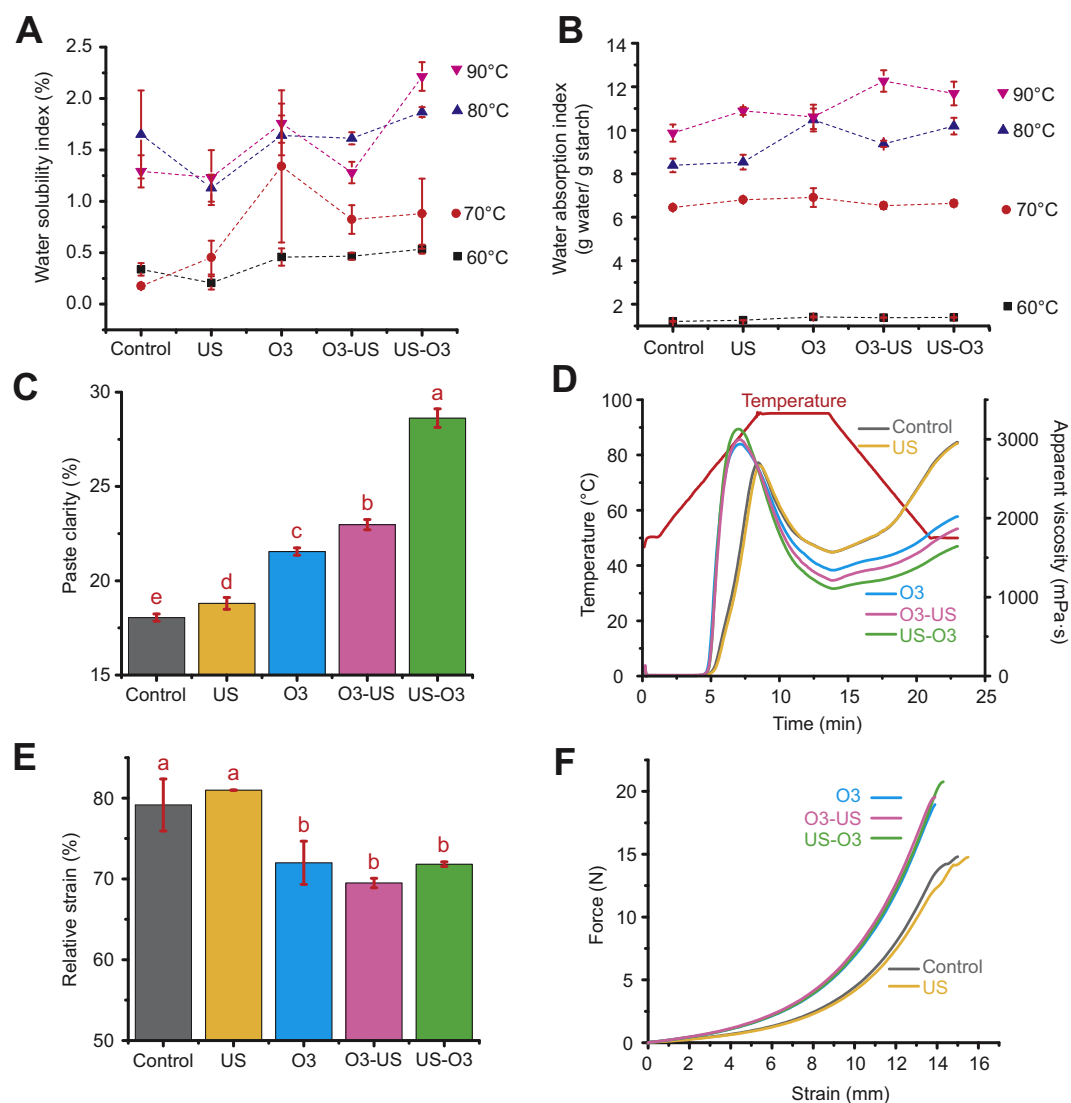 A
Water solubility index (%)
2.5
2.0
1.5
1.0
0.5
0.0
90°C
80°C
70°C
60°C
Control US O3 O3-US US-O3
B
Water absorption index
(g water/ g starch)
14
12
10
8
6
4
2
90°C
80°C
70°C
60°C
Control US O3 O3-US US-O3
C
Paste clarity (%)
30
25
20
15
e d c b a
Control US O3 O3-US US-O3
D
Temperature (°C)
100
80
60
40
20
0
Temperature
Control
US
O3
O3-US
US-O3
3000
2000
1000
0
Apparent viscosity (mPa·s)
0 5 10 15 20 25
Time (min)
E
Relative strain (%)
80
70
60
50
a a b b b
Control US O3 O3-US US-O3
F
Force (N)
20
15
10
5
0
O3
O3-US
US-O3
Control
US
0 2 4 6 8 10 12 14 16
Strain (mm)